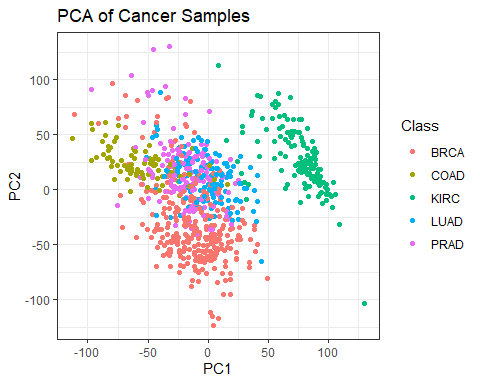 PCA of Cancer Samples
100
50
0
-50
-100
PC2
-100
-50
0
50
100
PC1
Class
BRCA
COAD
KIRC
LUAD
PRAD